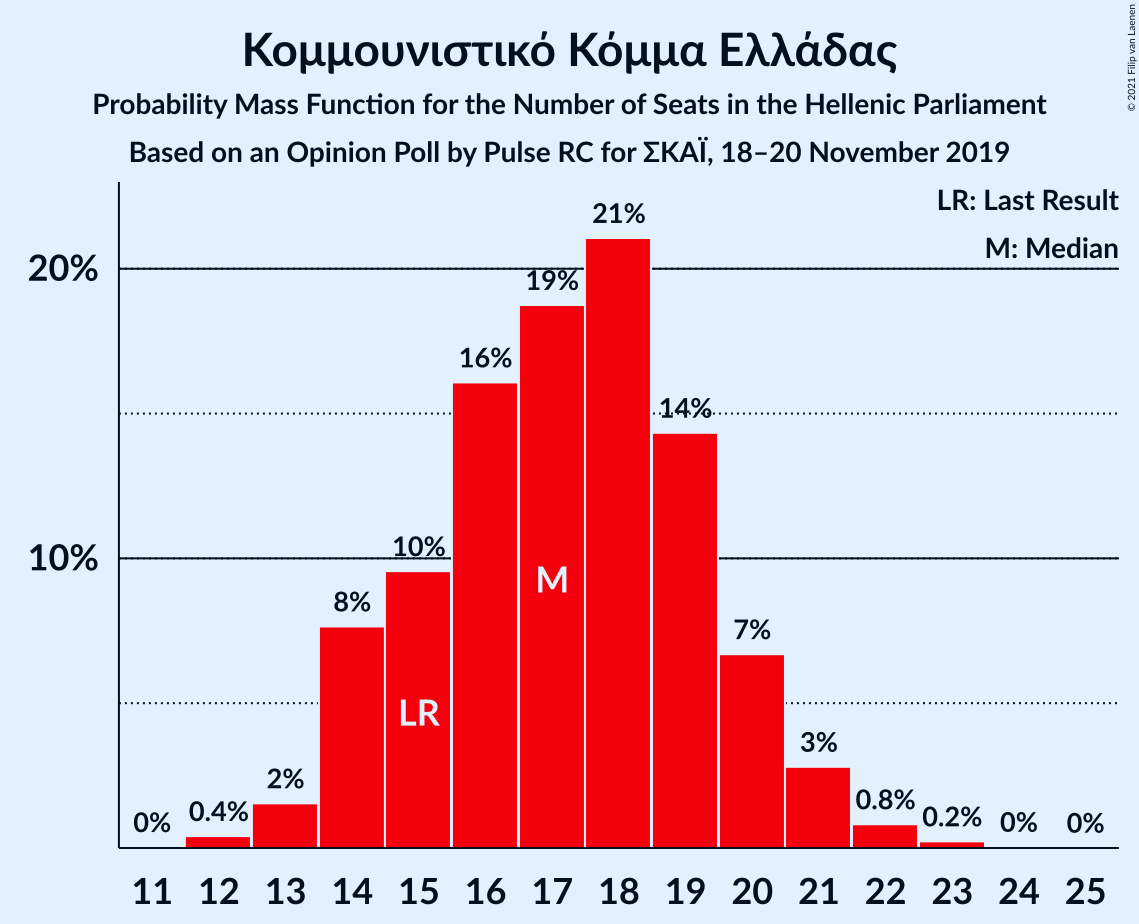 Κομμουνιστικό Κόμμα Ελλάδας
Probability Mass Function for the Number of Seats in the Hellenic Parliament
Based on an Opinion Poll by Pulse RC for ΣΚΑΪ, 18–20 November 2019
© 2021 Filip van Laenen
LR: Last Result
M: Median
20%
10%
0%
0.4%
2%
8%
10%
16%
19%
21%
14%
7%
3%
0.8%
0.2%
0%
0%
LR
M
11 12 13 14 15 16 17 18 19 20 21 22 23 24 25